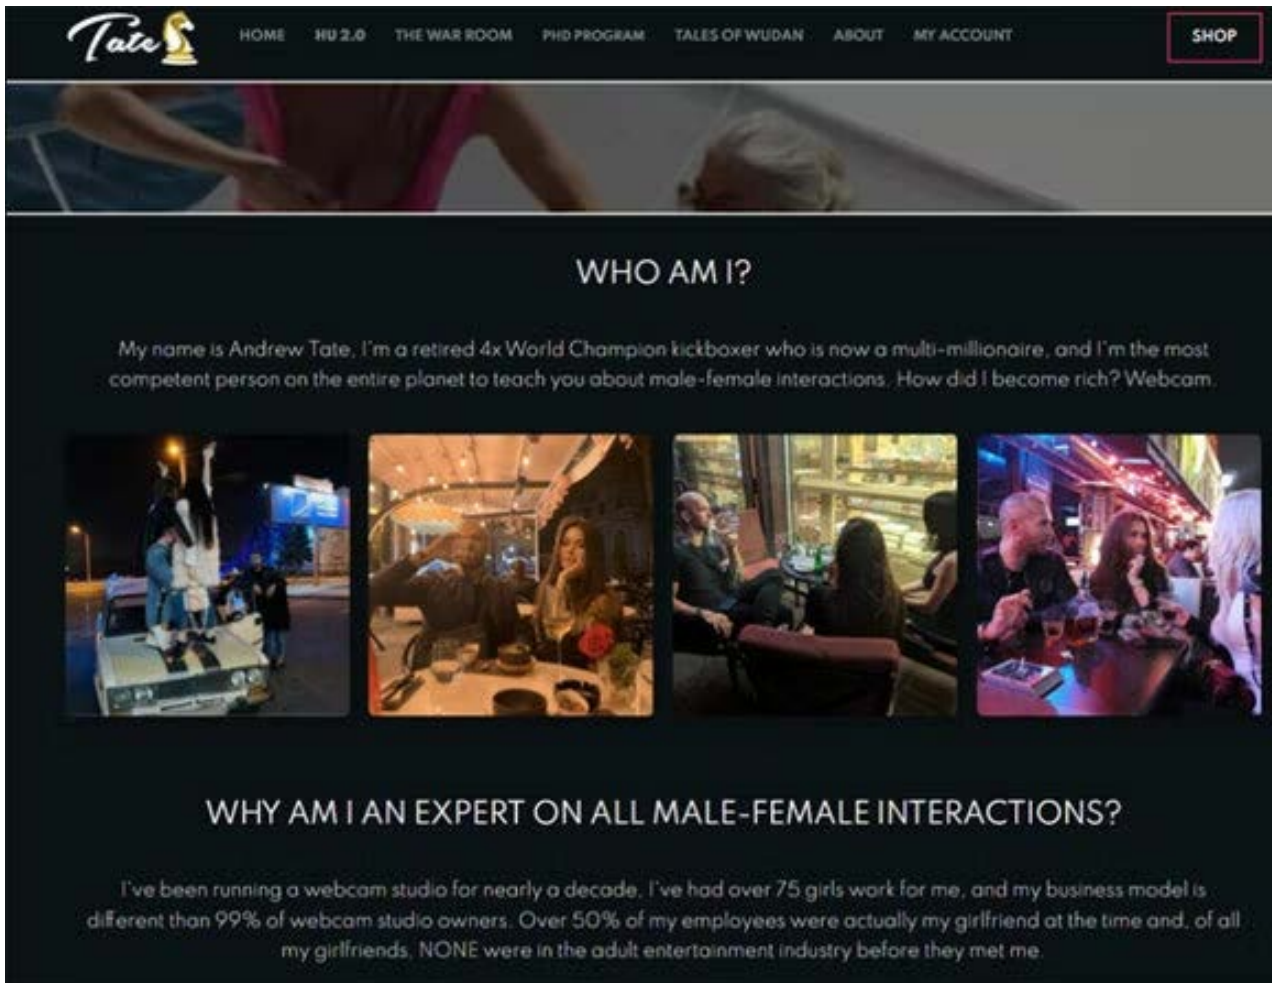 Tate HOME HU 2.0 THE WAR ROOM PHD PROGRAM TALES OF WUDAN ABOUT MY ACCOUNT SHOP
WHO AM I?
My name is Andrew Tate, I'm a retired 4x World Champion kickboxer who is now a multi-millionaire, and I'm the most
competent person on the entire planet to teach you about male-female interactions. How did I become rich? Webcam.
WHY AM I AN EXPERT ON ALL MALE-FEMALE INTERACTIONS?
I've been running a webcam studio for nearly a decade, I've had over 75 girls work for me, and my business model is
different than 99% of webcam studio owners. Over 50% of my employees were actually my girlfriend at the time and, of all
my girlfriends, NONE were in the adult entertainment industry before they met me.